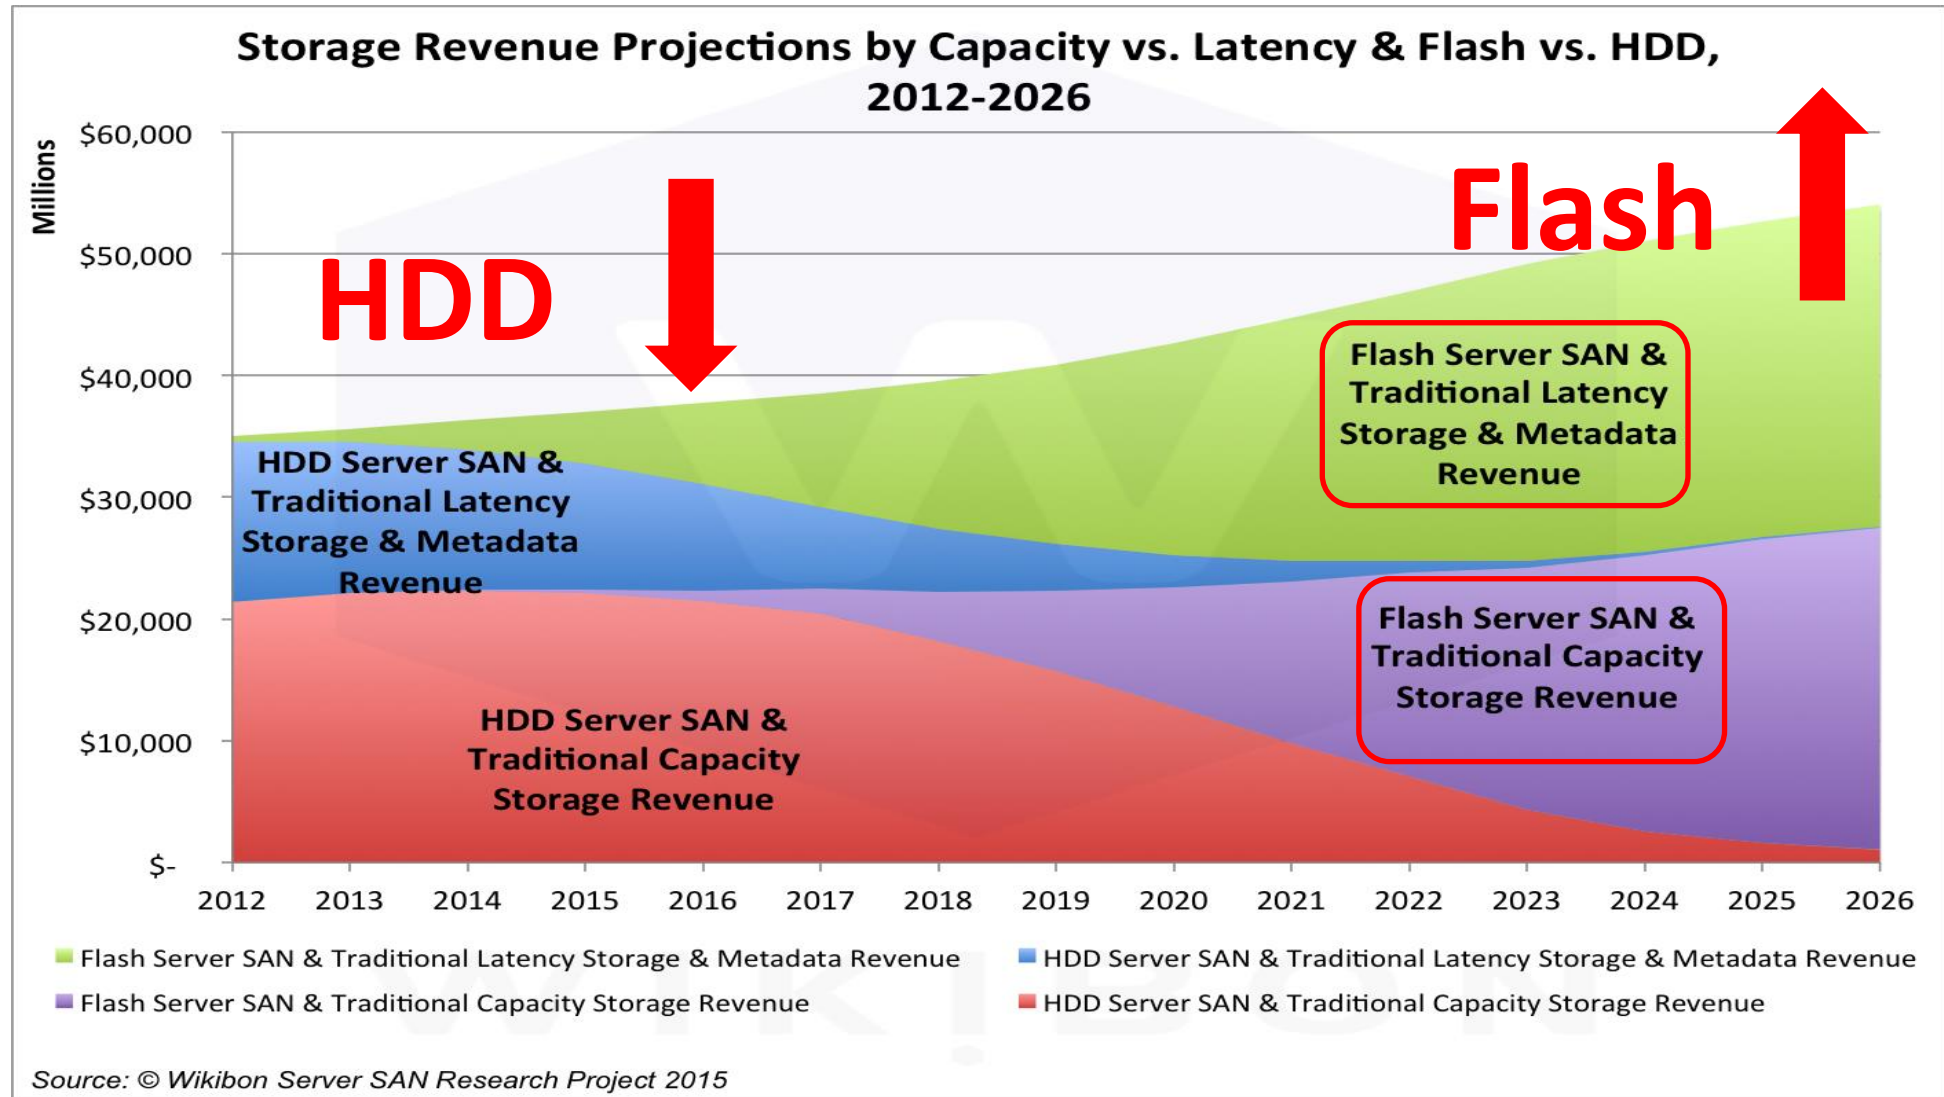 Storage Revenue Projections by Capacity vs. Latency & Flash vs. HDD,
2012-2026
Millions
$60,000
$50,000
$40,000
$30,000
$20,000
$10,000
$-
HDD
Flash
Flash Server SAN &
Traditional Latency
Storage & Metadata
Revenue
HDD Server SAN &
Traditional Latency
Storage & Metadata
Revenue
Flash Server SAN &
Traditional Capacity
Storage Revenue
HDD Server SAN &
Traditional Capacity
Storage Revenue
2012 2013 2014 2015 2016 2017 2018 2019 2020 2021 2022 2023 2024 2025 2026
Flash Server SAN & Traditional Latency Storage & Metadata Revenue
HDD Server SAN & Traditional Latency Storage & Metadata Revenue
Flash Server SAN & Traditional Capacity Storage Revenue
HDD Server SAN & Traditional Capacity Storage Revenue
WIKIBON
Source: © Wikibon Server SAN Research Project 2015